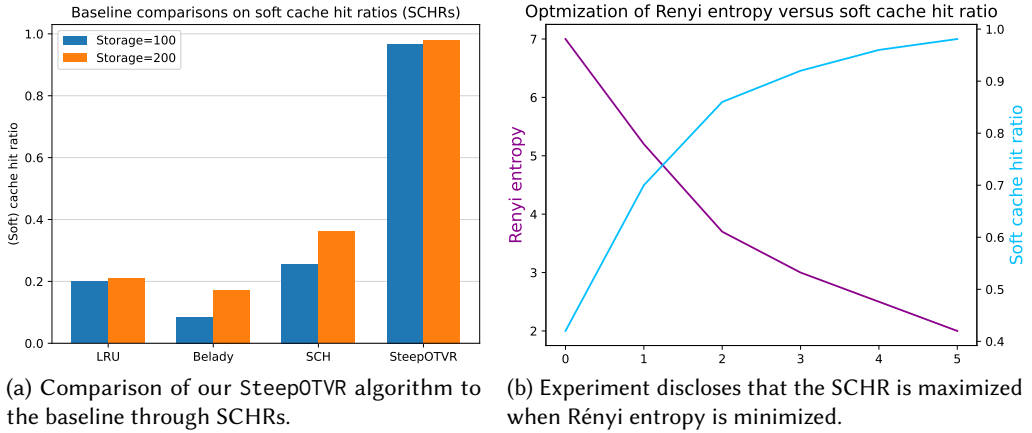 Baseline comparisons on soft cache hit ratios (SCHRs)
Storage=100
Storage=200
(Soft) cache hit ratio
1.0
0.8
0.6
0.4
0.2
0.0
LRU Belady SCH SteepOTVR
(a) Comparison of our SteepOTVR algorithm to
the baseline through SCHRs.
Optmization of Renyi entropy versus soft cache hit ratio
Renyi entropy
7
6
5
4
3
2
0 1 2 3 4 5
1.0
0.9
0.8
0.7
0.6
0.5
0.4
Soft cache hit ratio
(b) Experiment discloses that the SCHR is maximized
when Rényi entropy is minimized.